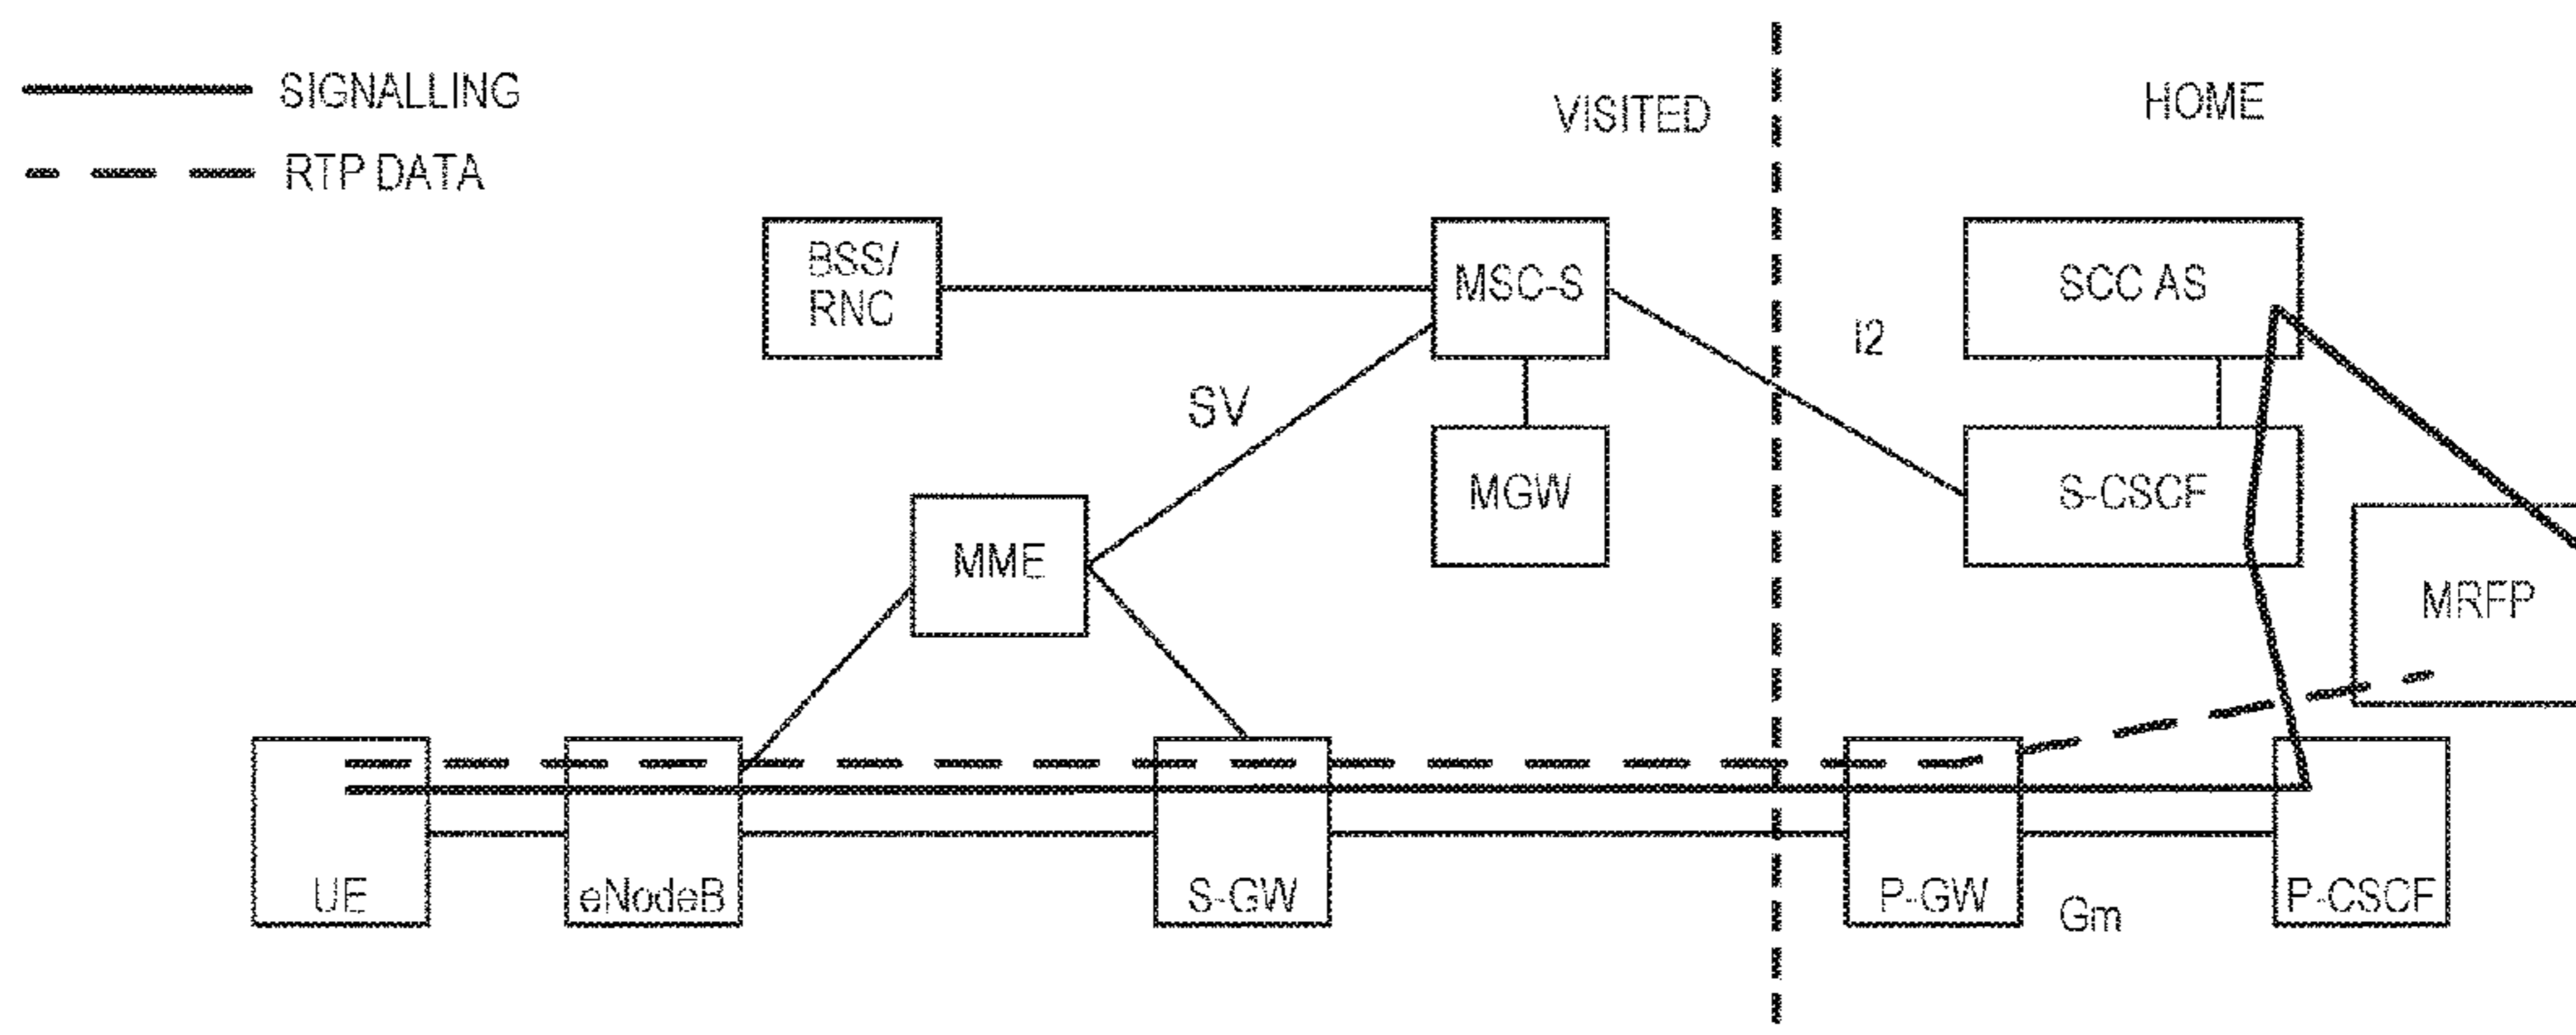 SIGNALLING
RTP DATA
VISITED
HOME
BSS/
RNC
MSC-S
SCC AS
I2
SV
MGW
S-CSCF
MME
MRFP
UE
eNodeB
S-GW
P-GW
Gm
P-CSCF